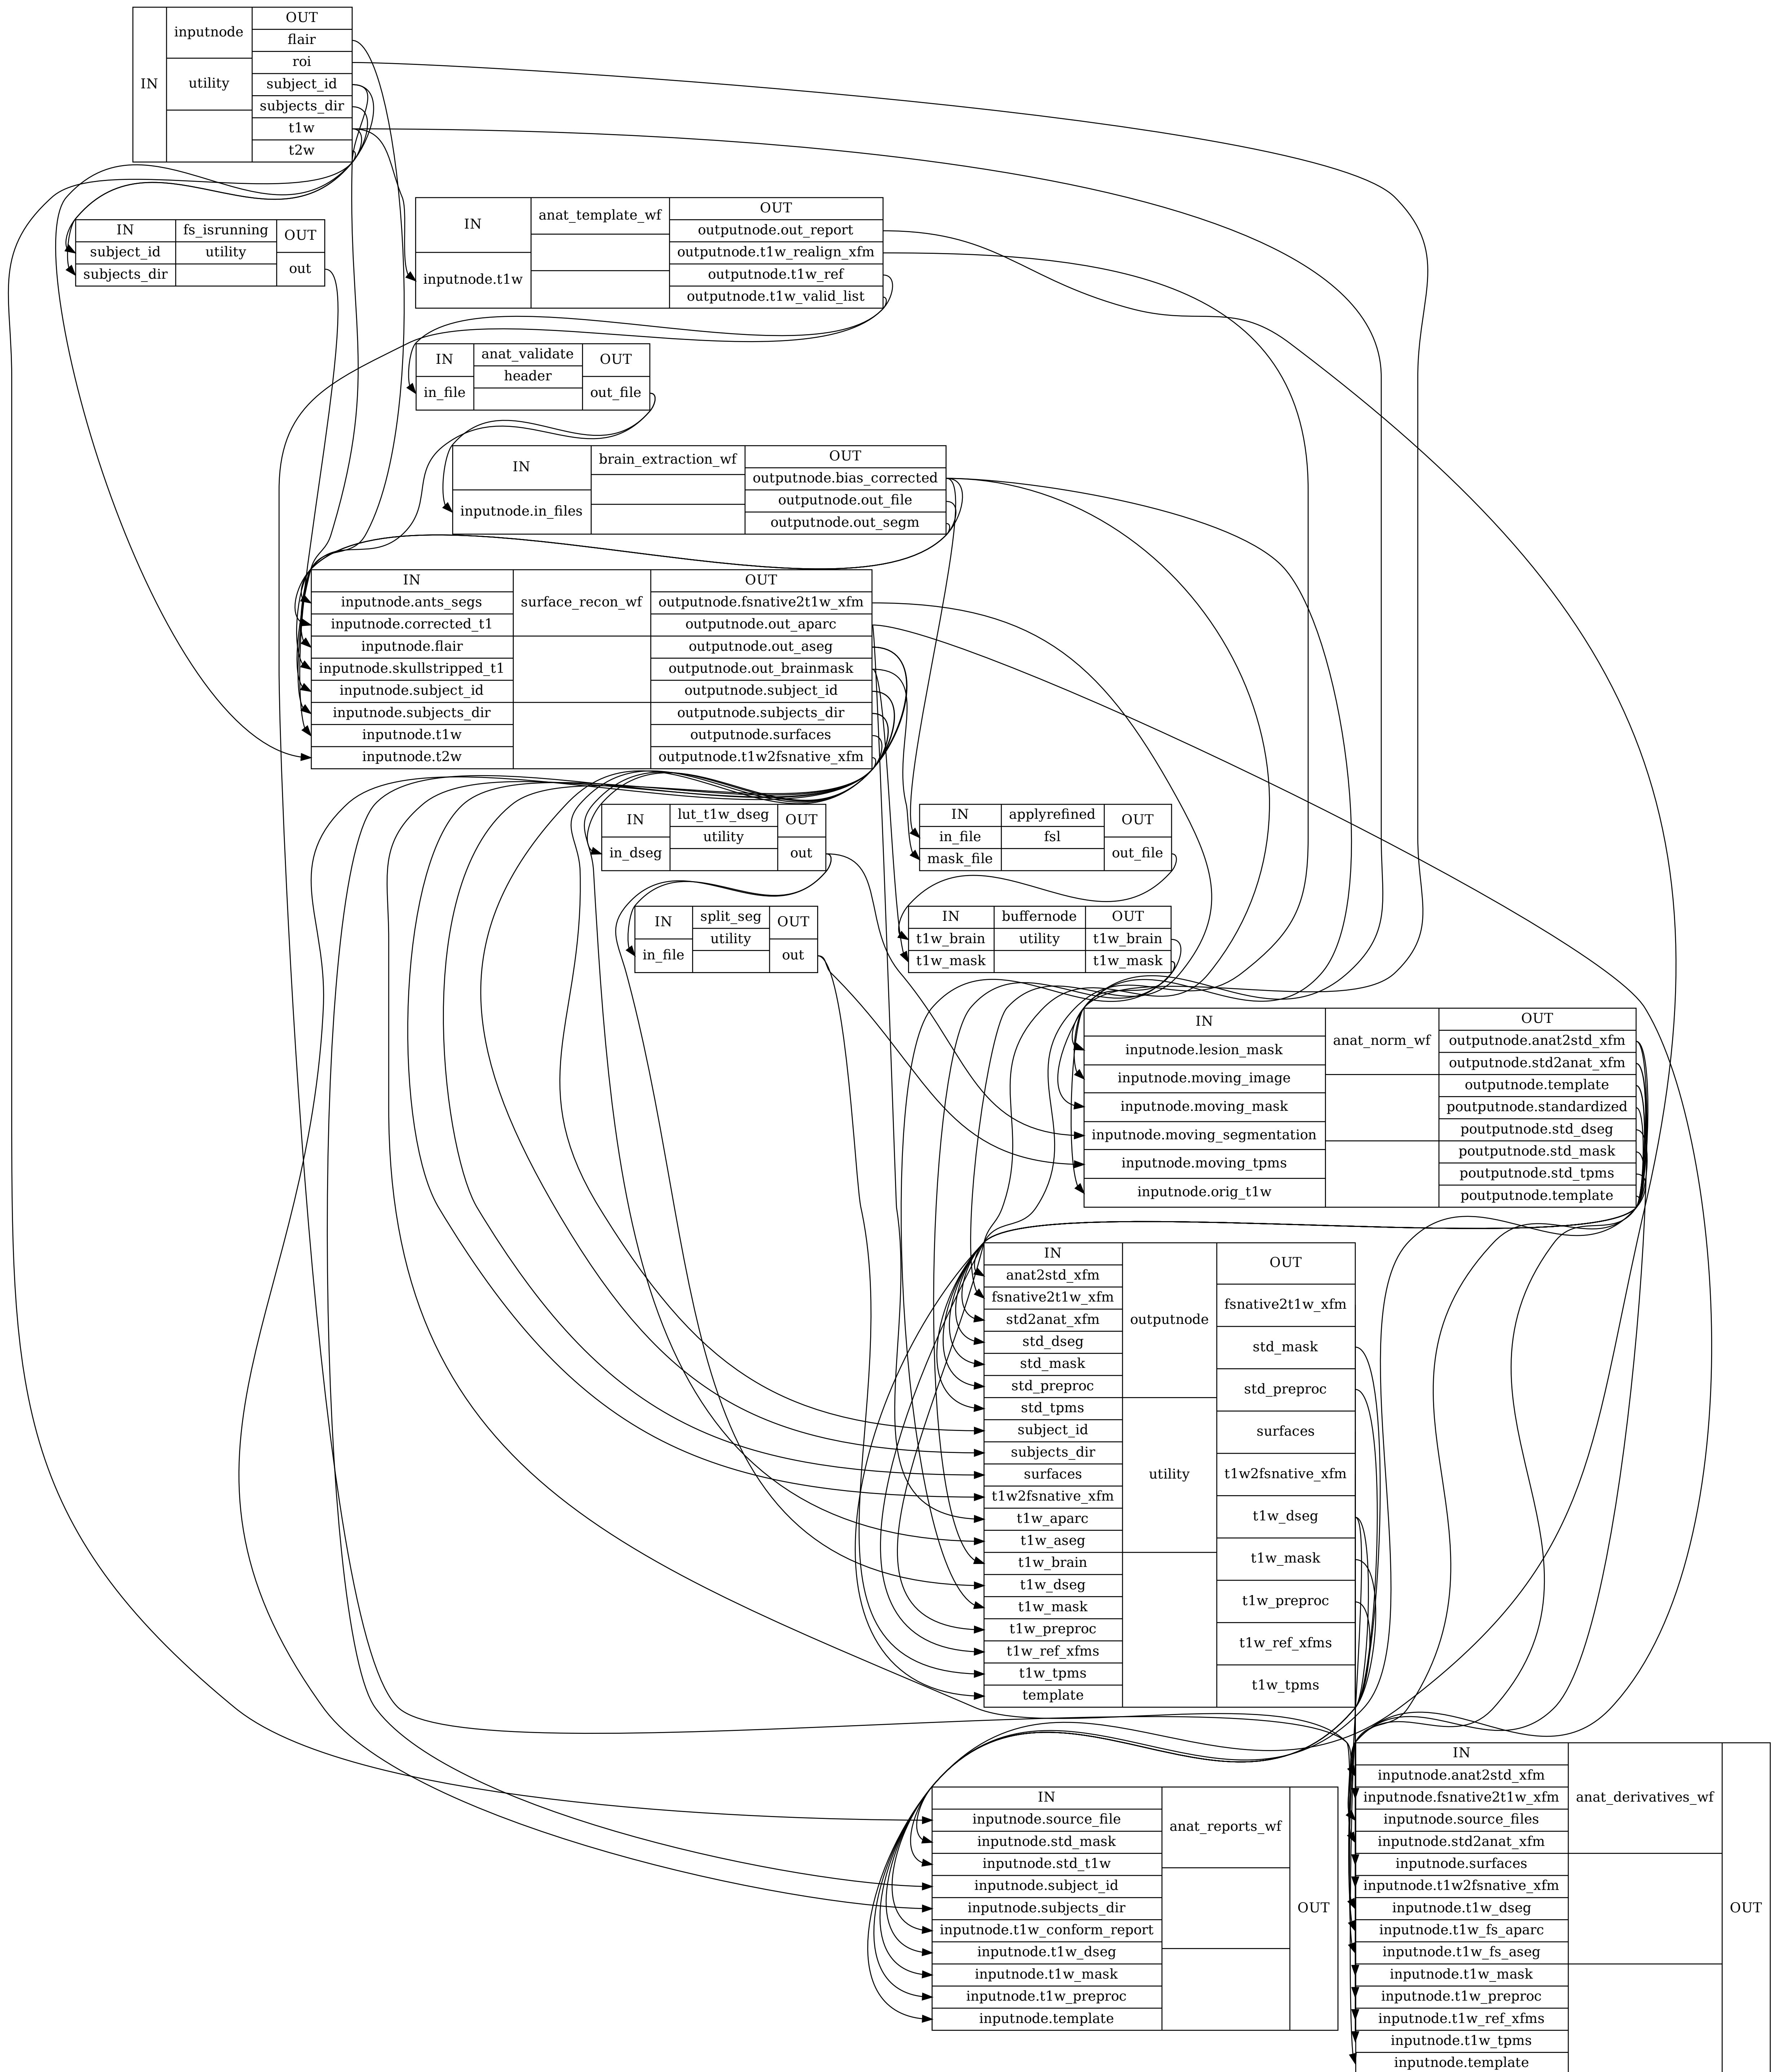 IN
inputnode
utility
OUT
flair
roi
subject_id
subjects_dir
t1w
t2w
IN
subject_id
subjects_dir
fs_isrunning
utility
OUT
out
IN
inputnode.t1w
anat_template_wf
OUT
outputnode.out_report
outputnode.t1w_realign_xfm
outputnode.t1w_ref
outputnode.t1w_valid_list
IN
in_file
anat_validate
header
OUT
out_file
IN
inputnode.in_files
brain_extraction_wf
OUT
outputnode.bias_corrected
outputnode.out_file
outputnode.out_segm
IN
inputnode.ants_segs
inputnode.corrected_t1
inputnode.flair
inputnode.skullstripped_t1
inputnode.subject_id
inputnode.subjects_dir
inputnode.t1w
inputnode.t2w
surface_recon_wf
OUT
outputnode.fsnative2t1w_xfm
outputnode.out_aparc
outputnode.out_aseg
outputnode.out_brainmask
outputnode.subject_id
outputnode.subjects_dir
outputnode.surfaces
outputnode.t1w2fsnative_xfm
IN
in_dseg
lut_t1w_dseg
utility
OUT
out
IN
in_file
mask_file
applyrefined
fsl
OUT
out_file
IN
in_file
split_seg
utility
OUT
out
IN
t1w_brain
t1w_mask
buffernode
utility
OUT
t1w_brain
t1w_mask
IN
inputnode.lesion_mask
inputnode.moving_image
inputnode.moving_mask
inputnode.moving_segmentation
inputnode.moving_tpms
inputnode.orig_t1w
anat_norm_wf
OUT
outputnode.anat2std_xfm
outputnode.std2anat_xfm
outputnode.template
poutputnode.standardized
poutputnode.std_dseg
poutputnode.std_mask
poutputnode.std_tpms
poutputnode.template
IN
anat2std_xfm
fsnative2t1w_xfm
std2anat_xfm
std_dseg
std_mask
std_preproc
std_tpms
subject_id
subjects_dir
surfaces
t1w2fsnative_xfm
t1w_aparc
t1w_aseg
t1w_brain
t1w_dseg
t1w_mask
t1w_preproc
t1w_ref_xfms
t1w_tpms
template
outputnode
utility
OUT
fsnative2t1w_xfm
std_mask
std_preproc
surfaces
t1w2fsnative_xfm
t1w_dseg
t1w_mask
t1w_preproc
t1w_ref_xfms
t1w_tpms
IN
inputnode.source_file
inputnode.std_mask
inputnode.std_t1w
inputnode.subject_id
inputnode.subjects_dir
inputnode.t1w_conform_report
inputnode.t1w_dseg
inputnode.t1w_mask
inputnode.t1w_preproc
inputnode.template
anat_reports_wf
OUT
IN
inputnode.anat2std_xfm
inputnode.fsnative2t1w_xfm
inputnode.source_files
inputnode.std2anat_xfm
inputnode.surfaces
inputnode.t1w2fsnative_xfm
inputnode.t1w_dseg
inputnode.t1w_fs_aparc
inputnode.t1w_fs_aseg
inputnode.t1w_mask
inputnode.t1w_preproc
inputnode.t1w_ref_xfms
inputnode.t1w_tpms
inputnode.template
anat_derivatives_wf
OUT